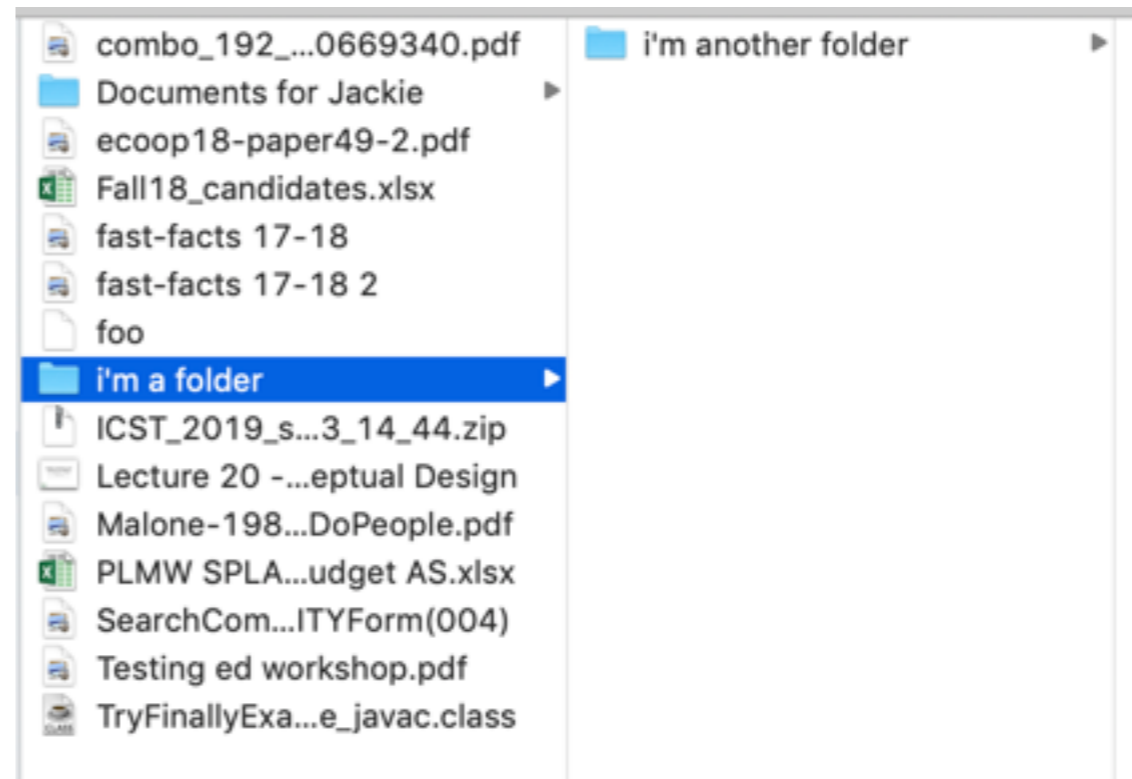 combo_192_...0669340.pdf
Documents for Jackie
ecoop18-paper49-2.pdf
Fall18_candidates.xlsx
fast-facts 17-18
fast-facts 17-18 2
foo
i'm a folder
ICST_2019_s...3_14_44.zip
Lecture 20 -...eptual Design
Malone-198...DoPeople.pdf
PLMW SPLA...udget AS.xlsx
SearchCom...ITYForm(004)
Testing ed workshop.pdf
TryFinallyExa...e_javac.class
i'm another folder